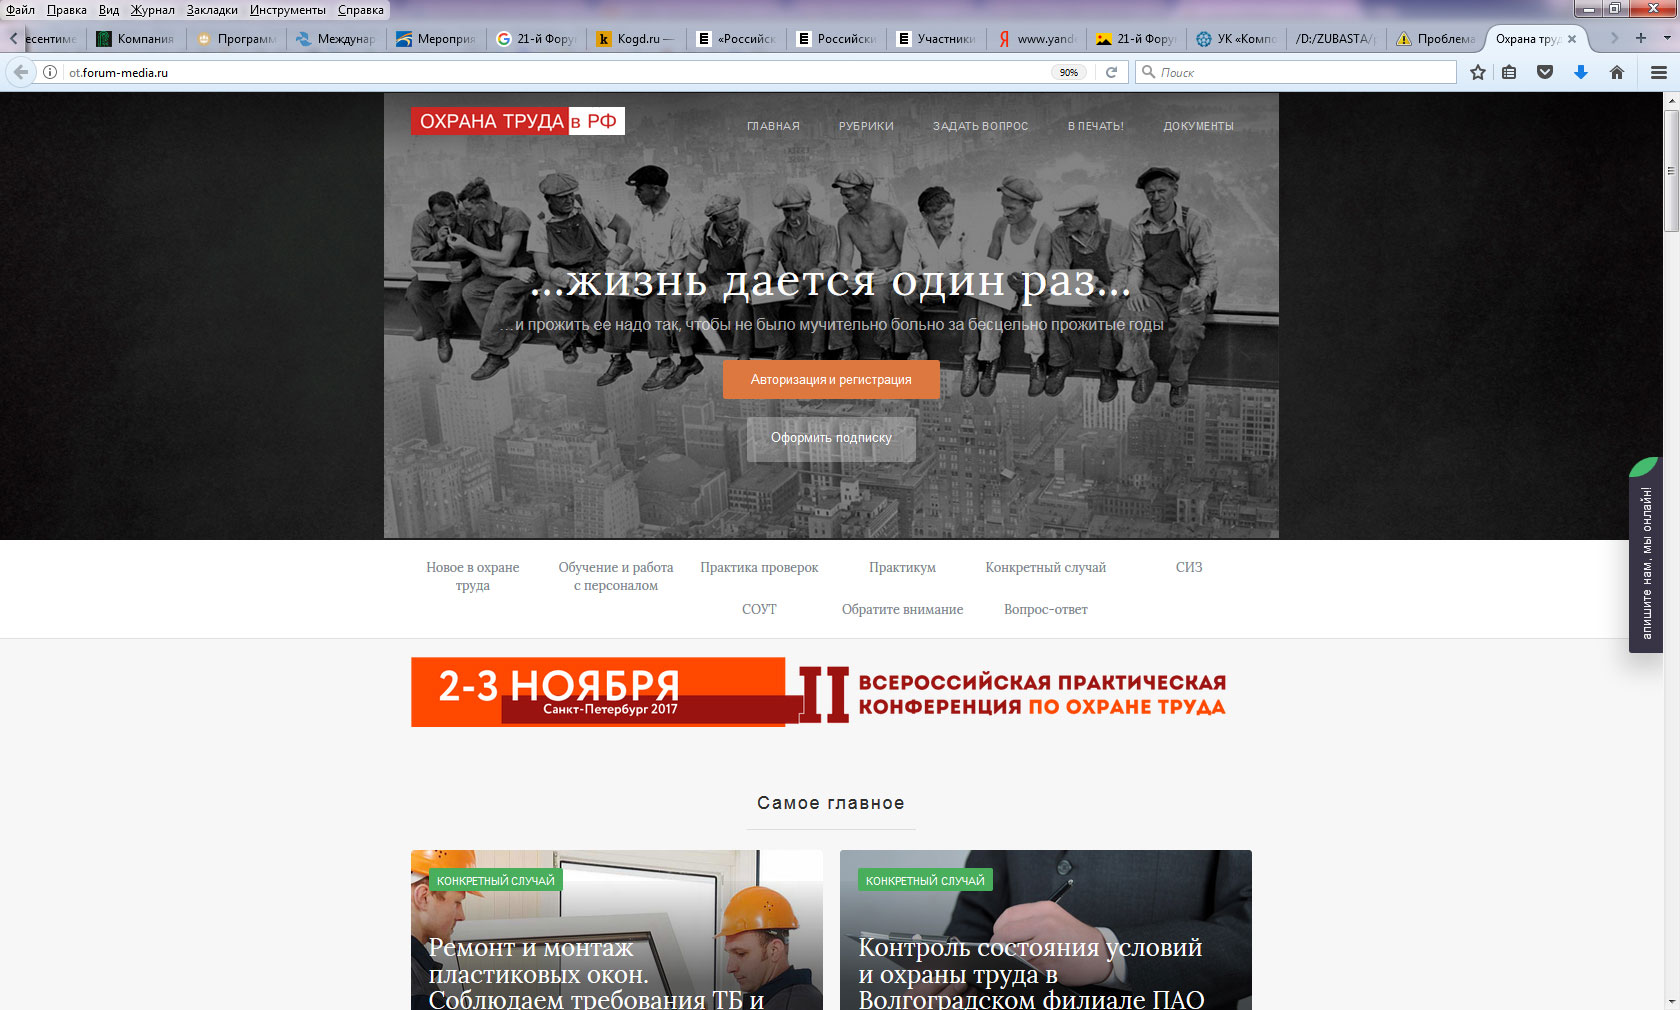 Файл Правка Вид Журнал Закладки Инструменты Справка
есентиме Компания Програмн Междунар Мероприя 21-й Фору Kogd.ru — «Российск Российски Участники www.yand 21-й Фору УК «Компо /D:/ZUBASTA/ Проблема Охрана труд
ot.forum-media.ru 90% Поиск
ОХРАНА ТРУДА в РФ
ГЛАВНАЯ РУБРИКИ ЗАДАТЬ ВОПРОС В ПЕЧАТЬ! ДОКУМЕНТЫ
...жизнь дается один раз...
...и прожить ее надо так, чтобы не было мучительно больно за бесцельно прожитые годы
Авторизация и регистрация
Оформить подписку
апишите нам, мы онлайн!
Новое в охране труда
Обучение и работа с персоналом
Практика проверок
Практикум
Конкретный случай
СИЗ
СОУТ
Обратите внимание
Вопрос-ответ
2-3 НОЯБРЯ
Санкт-Петербург 2017
II ВСЕРОССИЙСКАЯ ПРАКТИЧЕСКАЯ
КОНФЕРЕНЦИЯ ПО ОХРАНЕ ТРУДА
Самое главное
КОНКРЕТНЫЙ СЛУЧАЙ
Ремонт и монтаж
пластиковых окон.
Соблюдаем требования ТБ и
КОНКРЕТНЫЙ СЛУЧАЙ
Контроль состояния условий
и охраны труда в
Волгоградском филиале ПАО